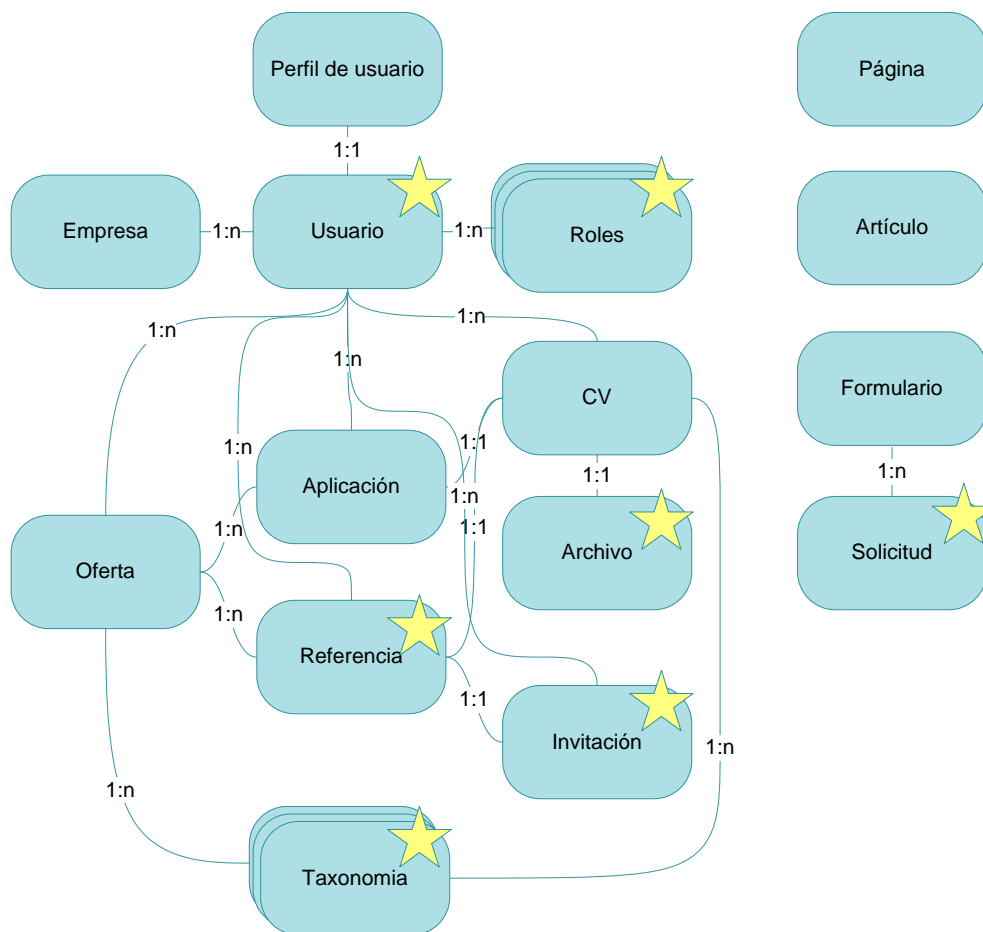 Perfil de usuario
Página
1:1
Empresa
1:n
Usuario
1:n
Roles
Artículo
1:n
1:n
1:n
CV
Formulario
1:n
1:1
Aplicación
1:1
1:n
1:n
1:n
1:1
Archivo
Solicitud
Oferta
1:n
Referencia
1:1
Invitación
1:n
1:n
Taxonomia